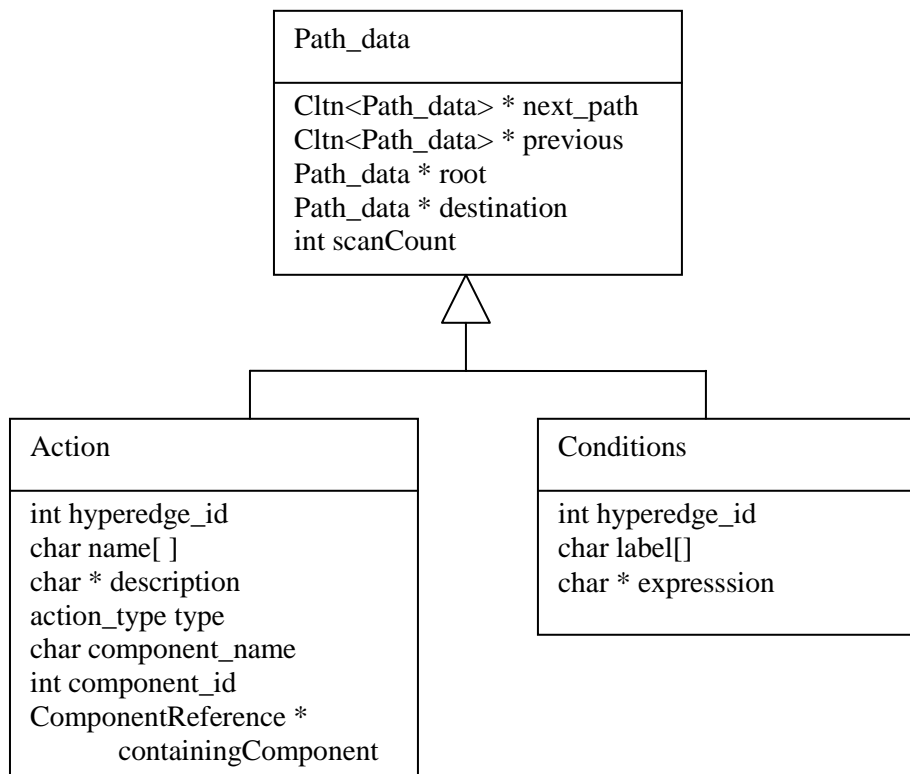 Path_data
Cltn<Path_data> * next_path
Cltn<Path_data> * previous
Path_data * root
Path_data * destination
int scanCount
Action
int hyperedge_id
char name[ ]
char * description
action_type type
char component_name
int component_id
ComponentReference *
containingComponent
Conditions
int hyperedge_id
char label[]
char * expresssion